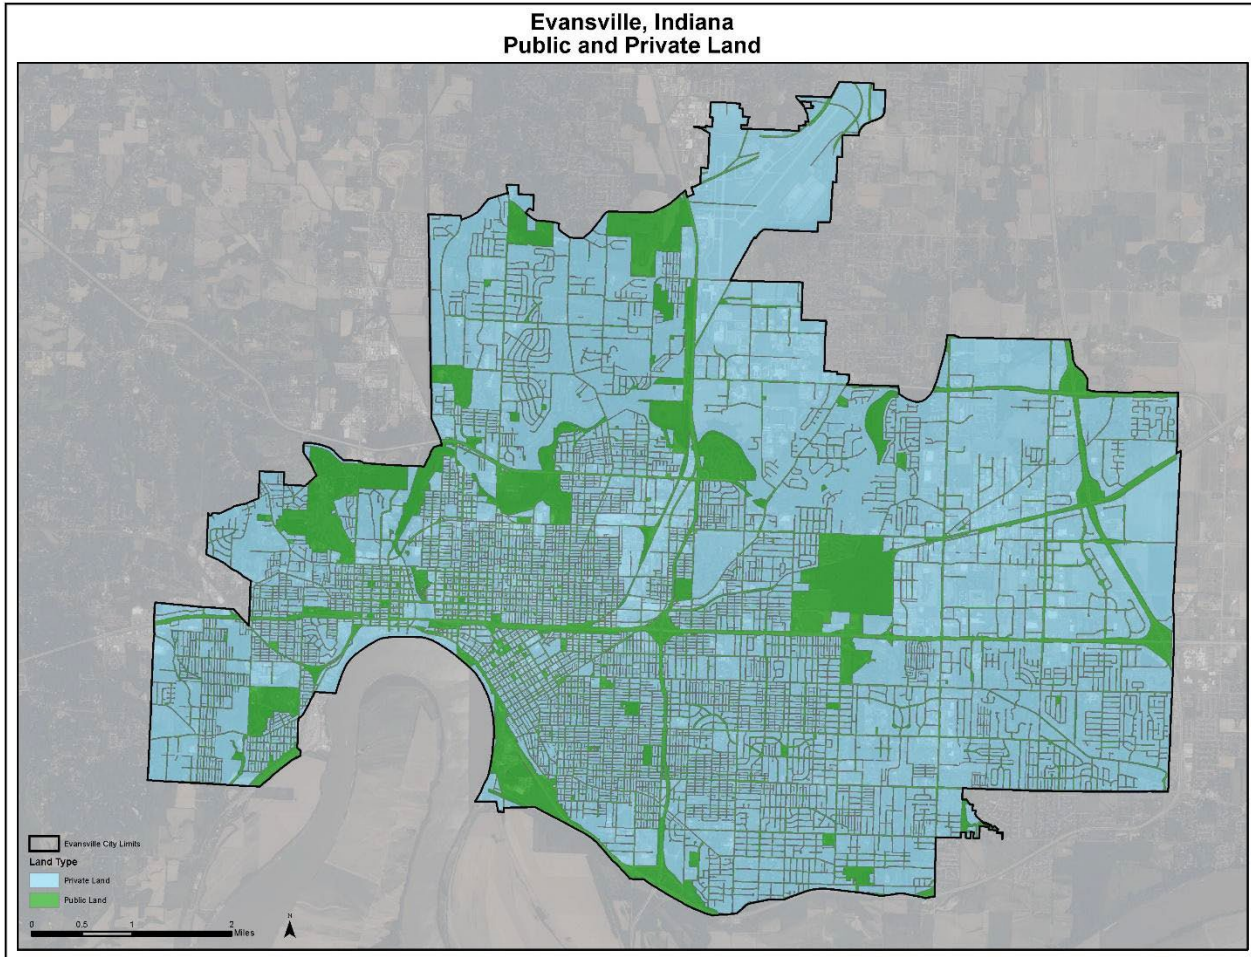 Evansville, Indiana
Public and Private Land
Evansville City Limits
Land Type
Private Land
Public Land
0 0.5 1 2
Miles
N